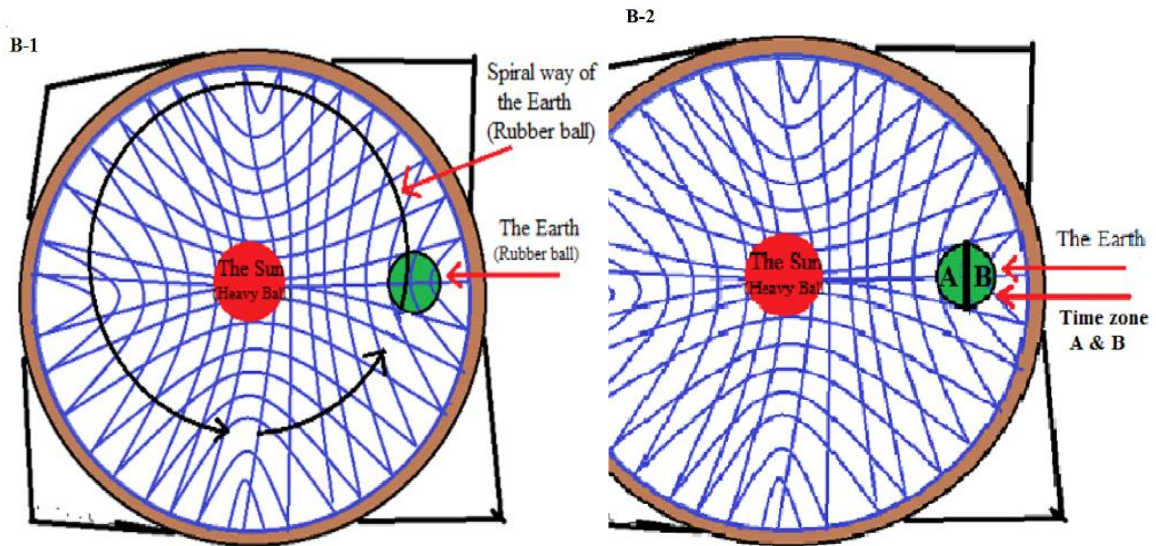 B-1
Spiral way of
the Earth
(Rubber ball)
The Earth
(Rubber ball)
The Sun
(Heavy Ball
B-2
The Sun
(Heavy Ball)
A B
The Earth
Time zone
A & B